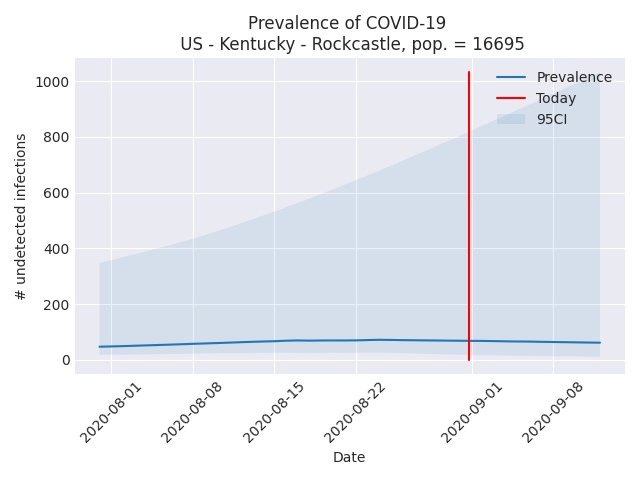 Prevalence of COVID-19
US - Kentucky - Rockcastle, pop. = 16695
Prevalence
Today
95CI
# undetected infections
1000
800
600
400
200
0
2020-08-01
2020-08-08
2020-08-15
2020-08-22
2020-09-01
2020-09-08
Date